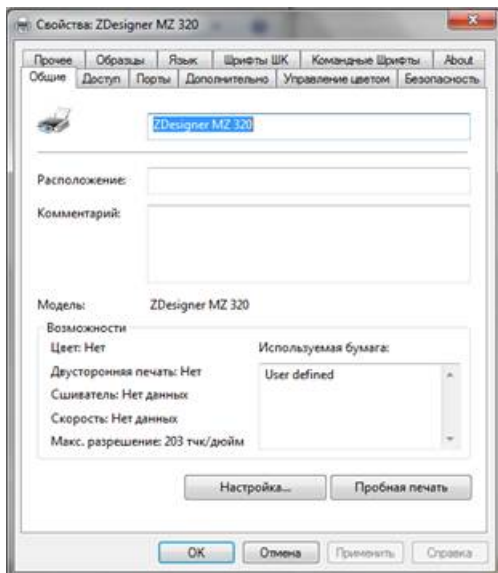 Свойства: ZDesigner MZ 320
Прочее Образцы Язык Шрифты ШК Командные Шрифты About
Общие Доступ Порты Дополнительно Управление цветом Безопасность
ZDesigner MZ 320
Расположение:
Комментарий:
Модель: ZDesigner MZ 320
Возможности
Цвет: Нет Используемая бумага:
Двусторонняя печать: Нет User defined
Сшиватель: Нет данных
Скорость: Нет данных
Макс. разрешение: 203 тчк/дюйм
Настройка... Пробная печать
OK Отмена Применить Справка